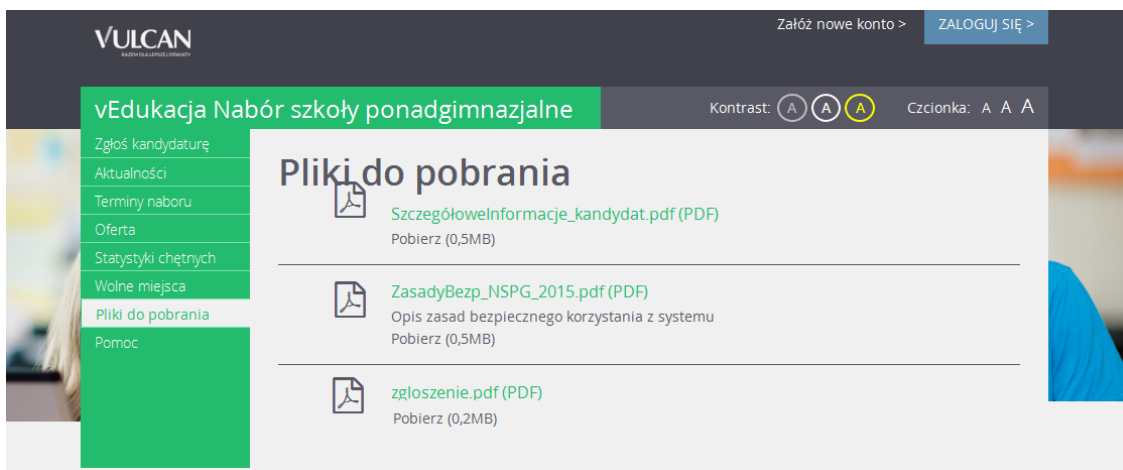 Załóż nowe konto >
ZALOGUJ SIĘ >
VULCAN
RAZEM DLA LEPSZEJ OŚWIATY
vEdukacja Nabór szkoły ponadgimnazjalne
Kontrast: A A A
Czcionka: A A A
Zgłoś kandydaturę
Aktualności
Terminy naboru
Oferta
Statystyki chętnych
Wolne miejsca
Pliki do pobrania
Pomoc
Pliki do pobrania
SzczegółoweInformacje_kandydat.pdf (PDF)
Pobierz (0,5MB)
ZasadyBezp_NSPG_2015.pdf (PDF)
Opis zasad bezpiecznego korzystania z systemu
Pobierz (0,5MB)
zgloszenie.pdf (PDF)
Pobierz (0,2MB)